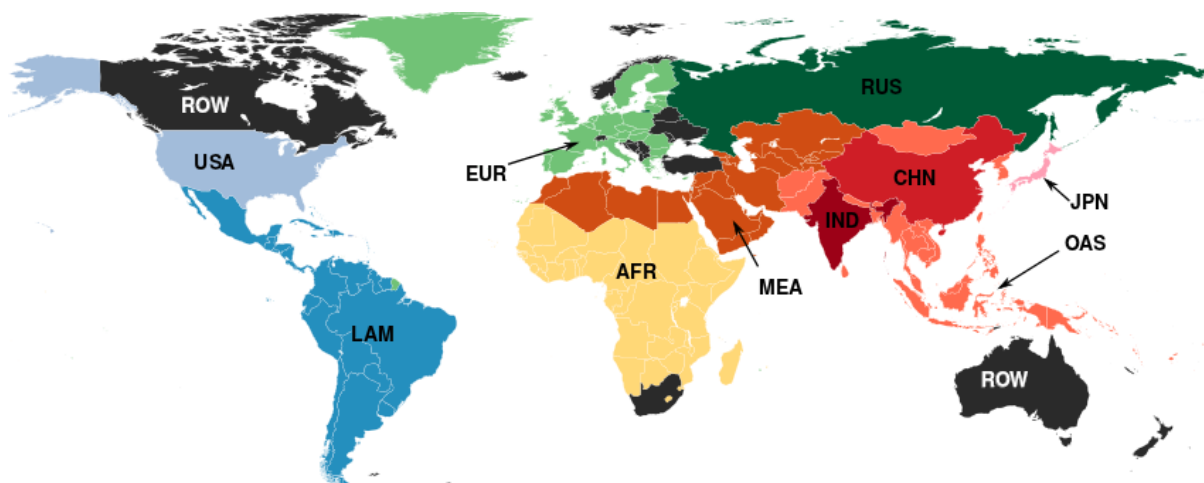 ROW
RUS
USA
EUR
CHN
JPN
IND
OAS
AFR
MEA
LAM
ROW